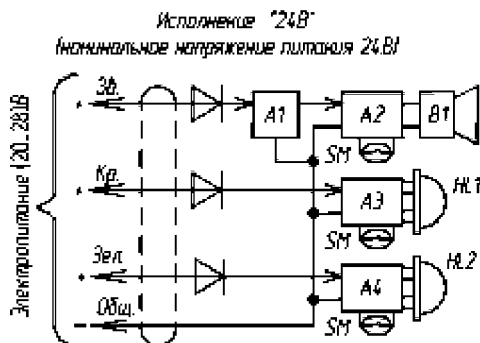 Исполнение "24В"
(номинальное напряжение питания 24В)
Электропитание (20...28)В
Зв.
A1
A2
B1
SM
Кр.
A3
HL1
SM
Зел.
A4
HL2
Общ.
SM